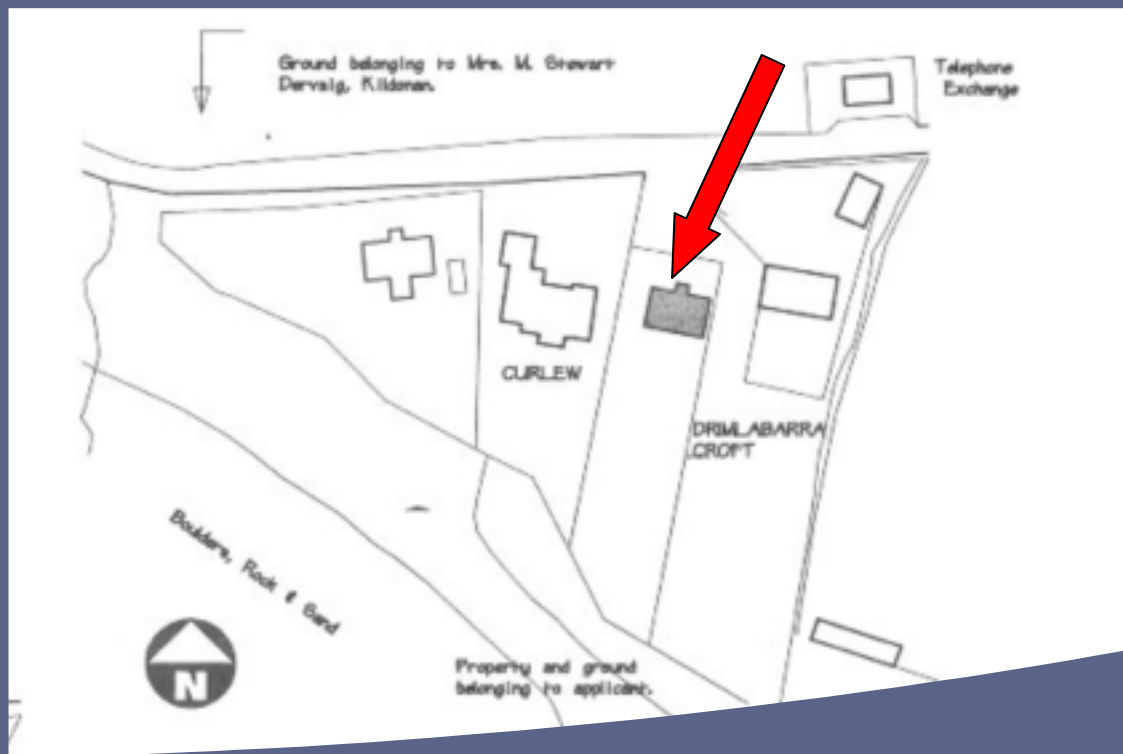 Ground belonging to Mrs. M. Stewart
Dervaig, Kildonan.
Telephone
Exchange
CURLEW
DRIMLABARRA
CROFT
Boulders, Rock & Sand
N
Property and ground
belonging to applicant.